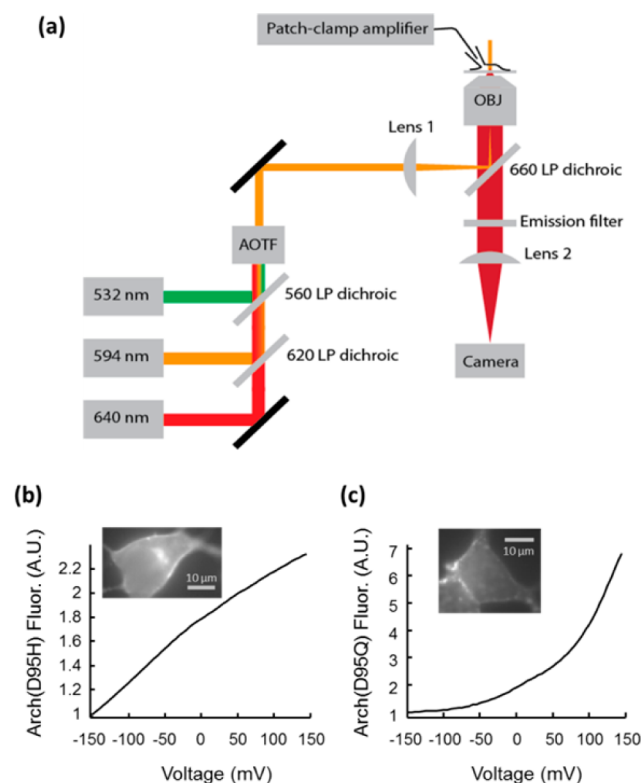 (a)
Patch-clamp amplifier
OBJ
Lens 1
660 LP dichroic
Emission filter
Lens 2
Camera
AOTF
532 nm
560 LP dichroic
594 nm
620 LP dichroic
640 nm
(b)
Arch(D95H) Fluor. (A.U.)
2.2
2
1.8
1.6
1.4
1.2
1
10 µm
-150 -100 -50 0 50 100 150
Voltage (mV)
(c)
Arch(D95Q) Fluor. (A.U.)
7
6
5
4
3
2
1
10 µm
-150 -100 -50 0 50 100 150
Voltage (mV)